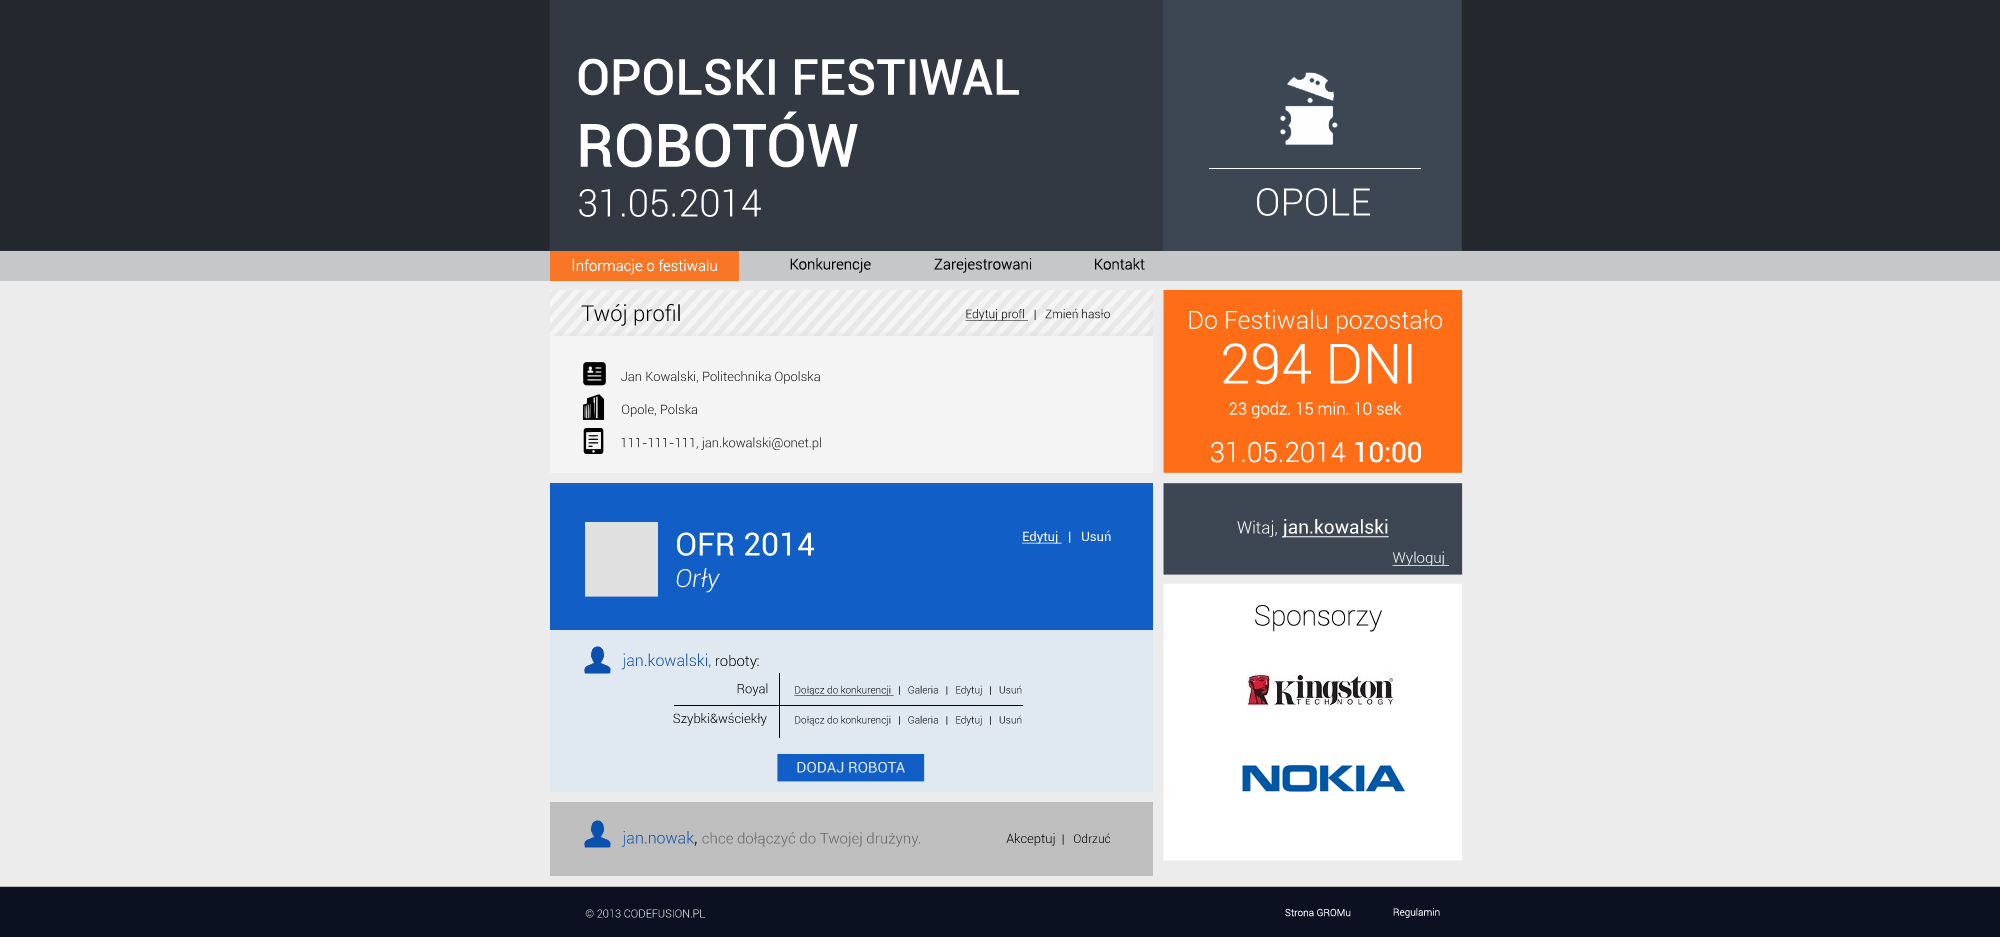 OPOLSKI FESTIWAL
ROBOTÓW
31.05.2014
OPOLE
Informacje o festiwalu Konkurencje Zarejestrowani Kontakt
Twój profil Edytuj profl | Zmień hasło
Jan Kowalski, Politechnika Opolska
Opole, Polska
111-111-111, jan.kowalski@onet.pl
Do Festiwalu pozostało
294 DNI
23 godz. 15 min. 10 sek
31.05.2014 10:00
OFR 2014
Orły
Edytuj | Usuń
Witaj, jan.kowalski
Wyloguj
jan.kowalski, roboty:
Royal Dołącz do konkurencji | Galeria | Edytuj | Usuń
Szybki&wściekły Dołącz do konkurencji | Galeria | Edytuj | Usuń
DODAJ ROBOTA
Sponsorzy
Kingston
TECHNOLOGY
NOKIA
jan.nowak, chce dołączyć do Twojej drużyny. Akceptuj | Odrzuć
© 2013 CODEFUSION.PL Strona GROMu Regulamin